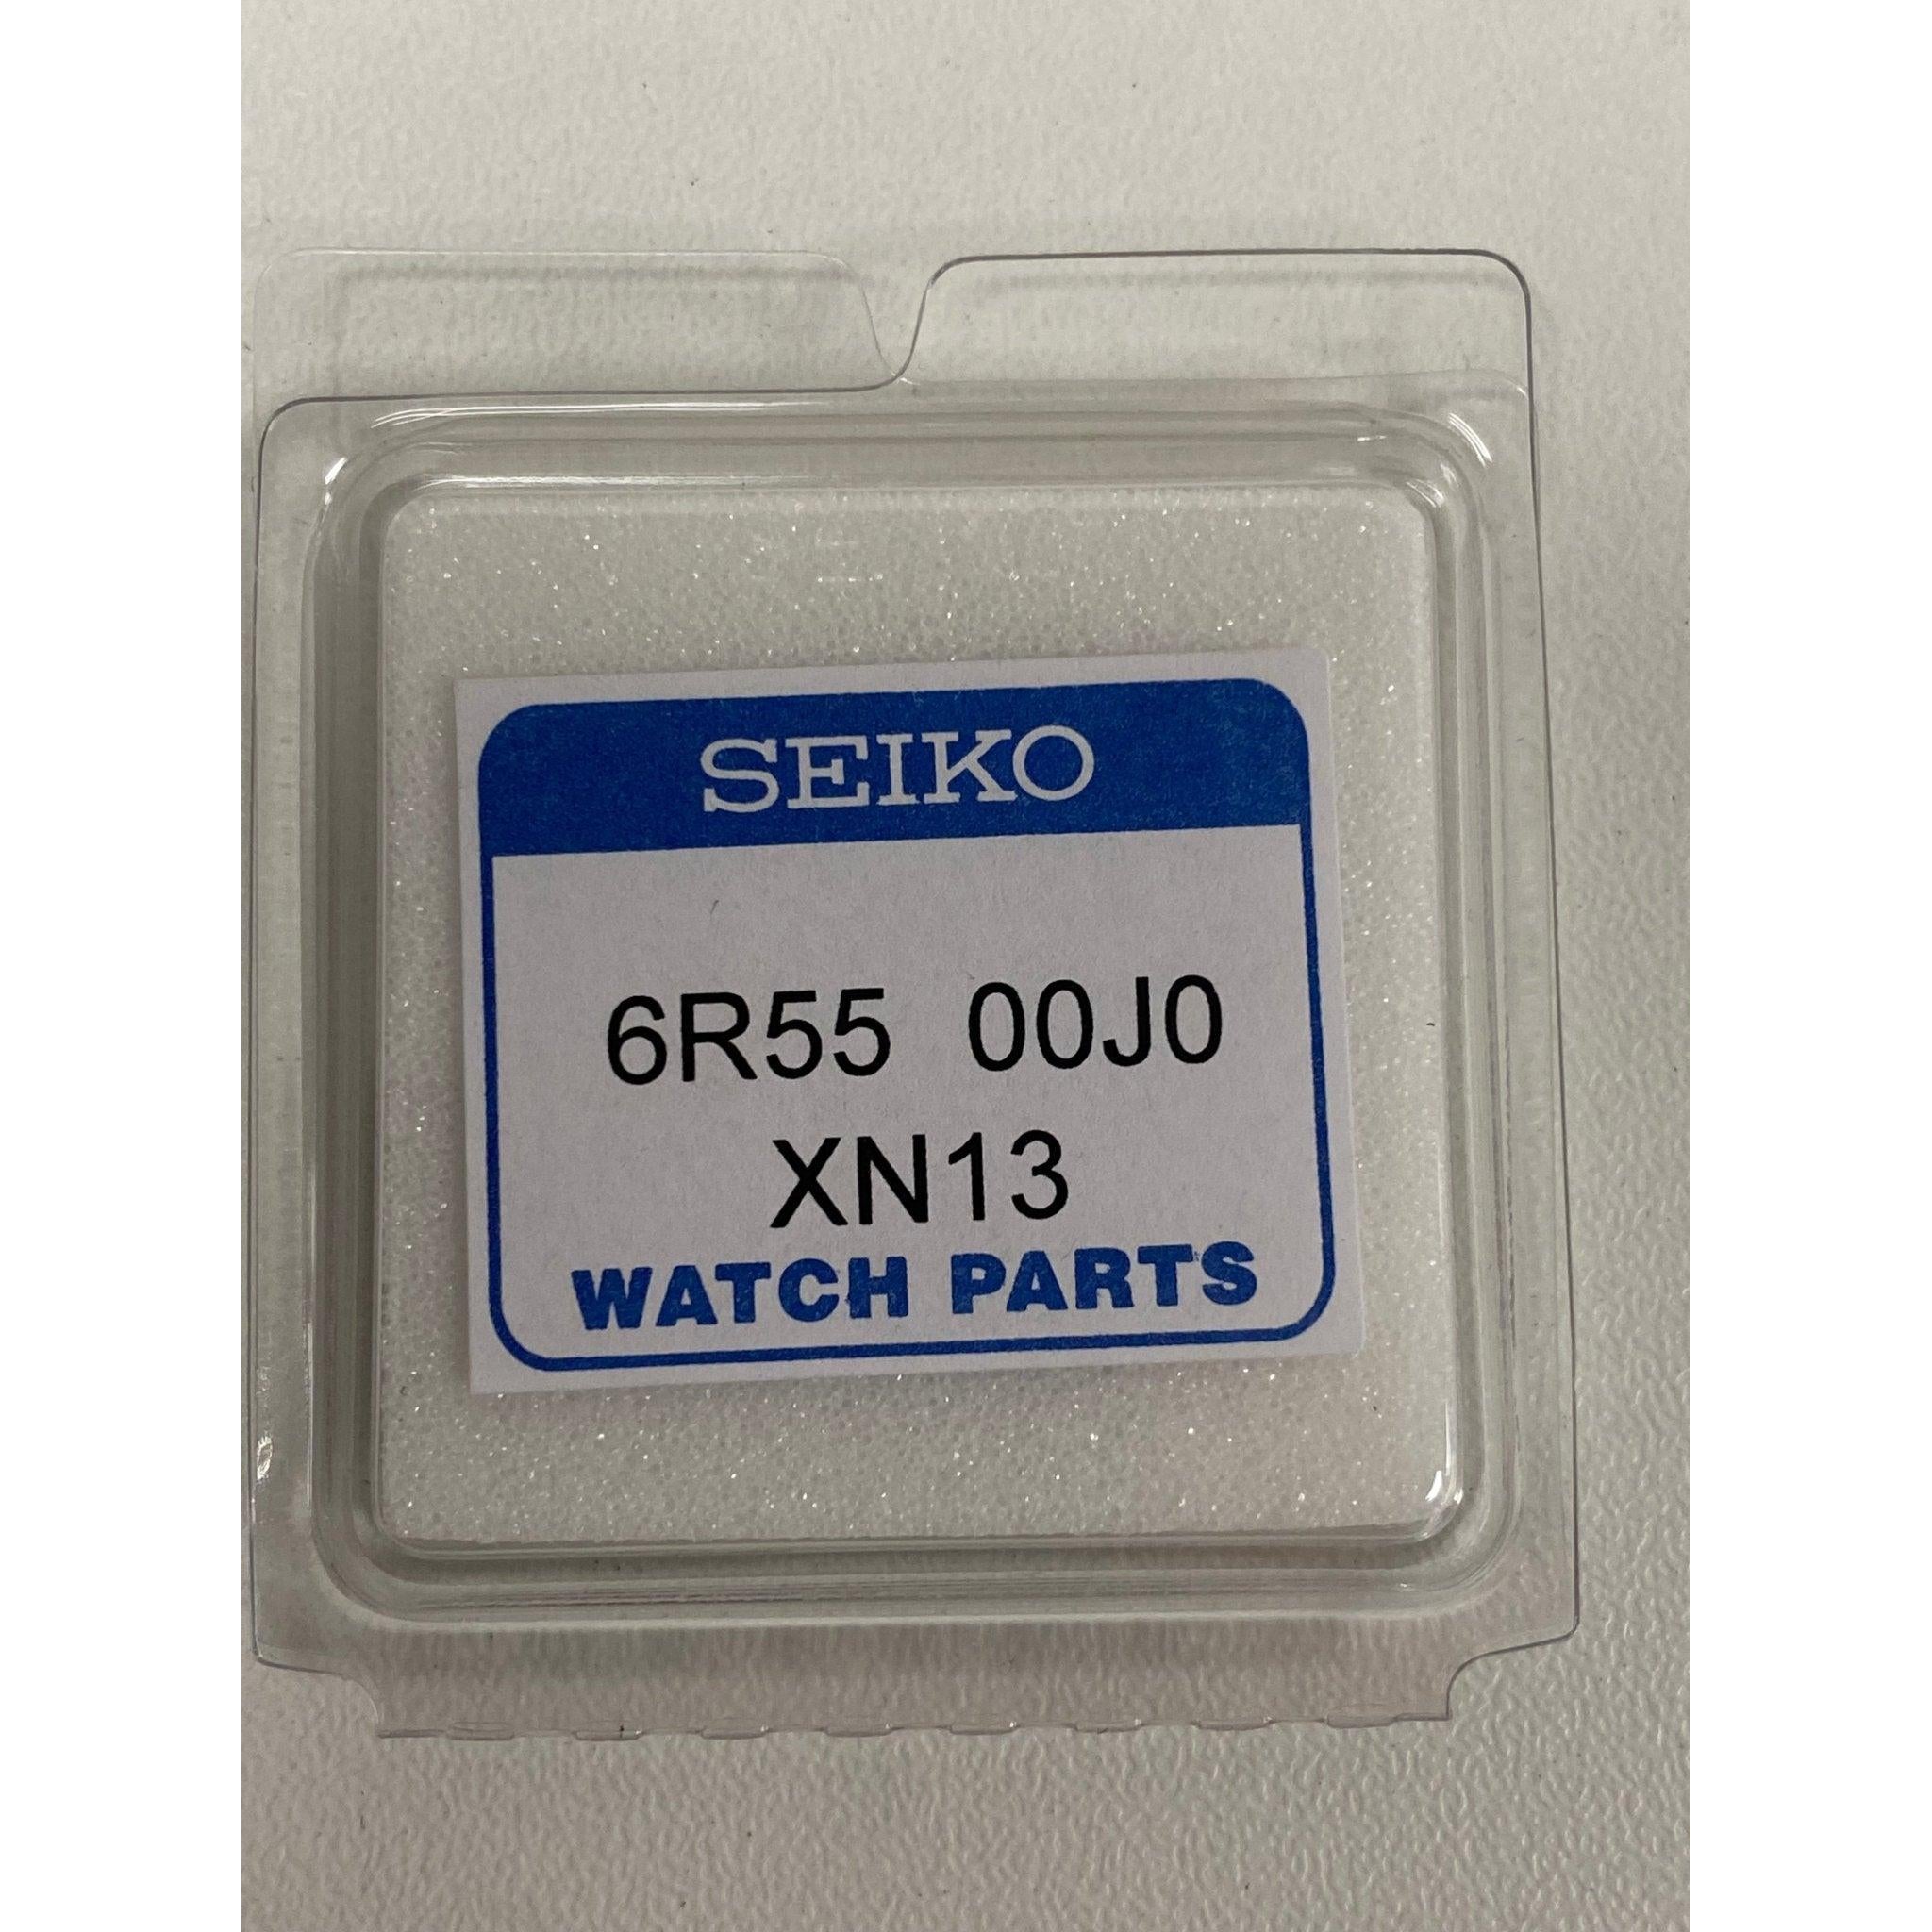 SEIKO
6R55 00J0
XN13
WATCH PARTS